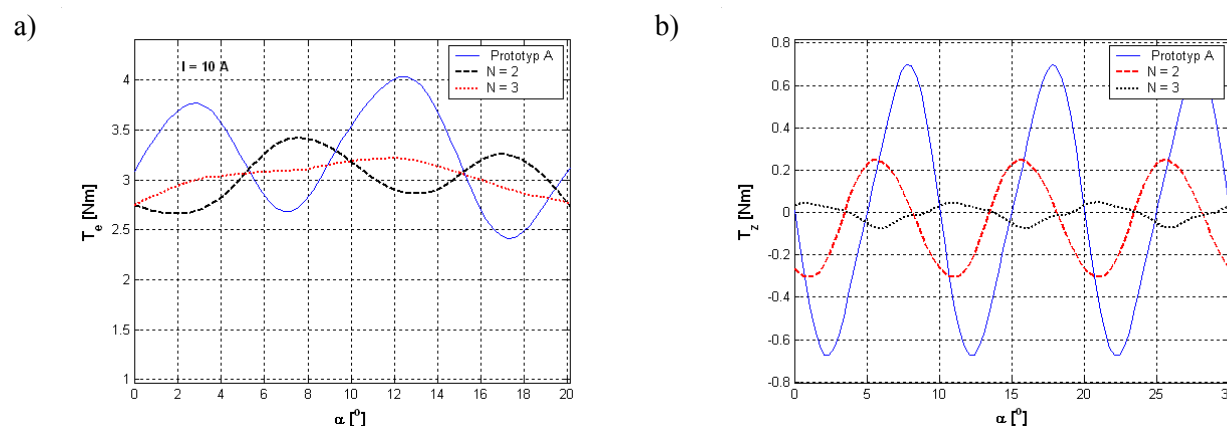 a)
I = 10 A
Prototyp A
N = 2
N = 3
4
3.5
3
2.5
2
1.5
1
T_e [Nm]
0 2 4 6 8 10 12 14 16 18 20
α [⁰]
b)
Prototyp A
N = 2
N = 3
0.8
0.6
0.4
0.2
0
-0.2
-0.4
-0.6
-0.8
T_z [Nm]
0 5 10 15 20 25
α [⁰]